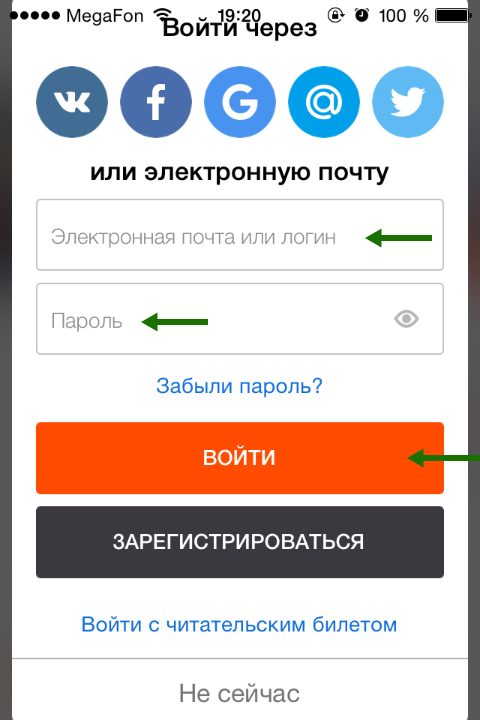 MegaFon 19:20 100 %
Войти через
или электронную почту
Электронная почта или логин
Пароль
Забыли пароль?
ВОЙТИ
ЗАРЕГИСТРИРОВАТЬСЯ
Войти с читательским билетом
Не сейчас